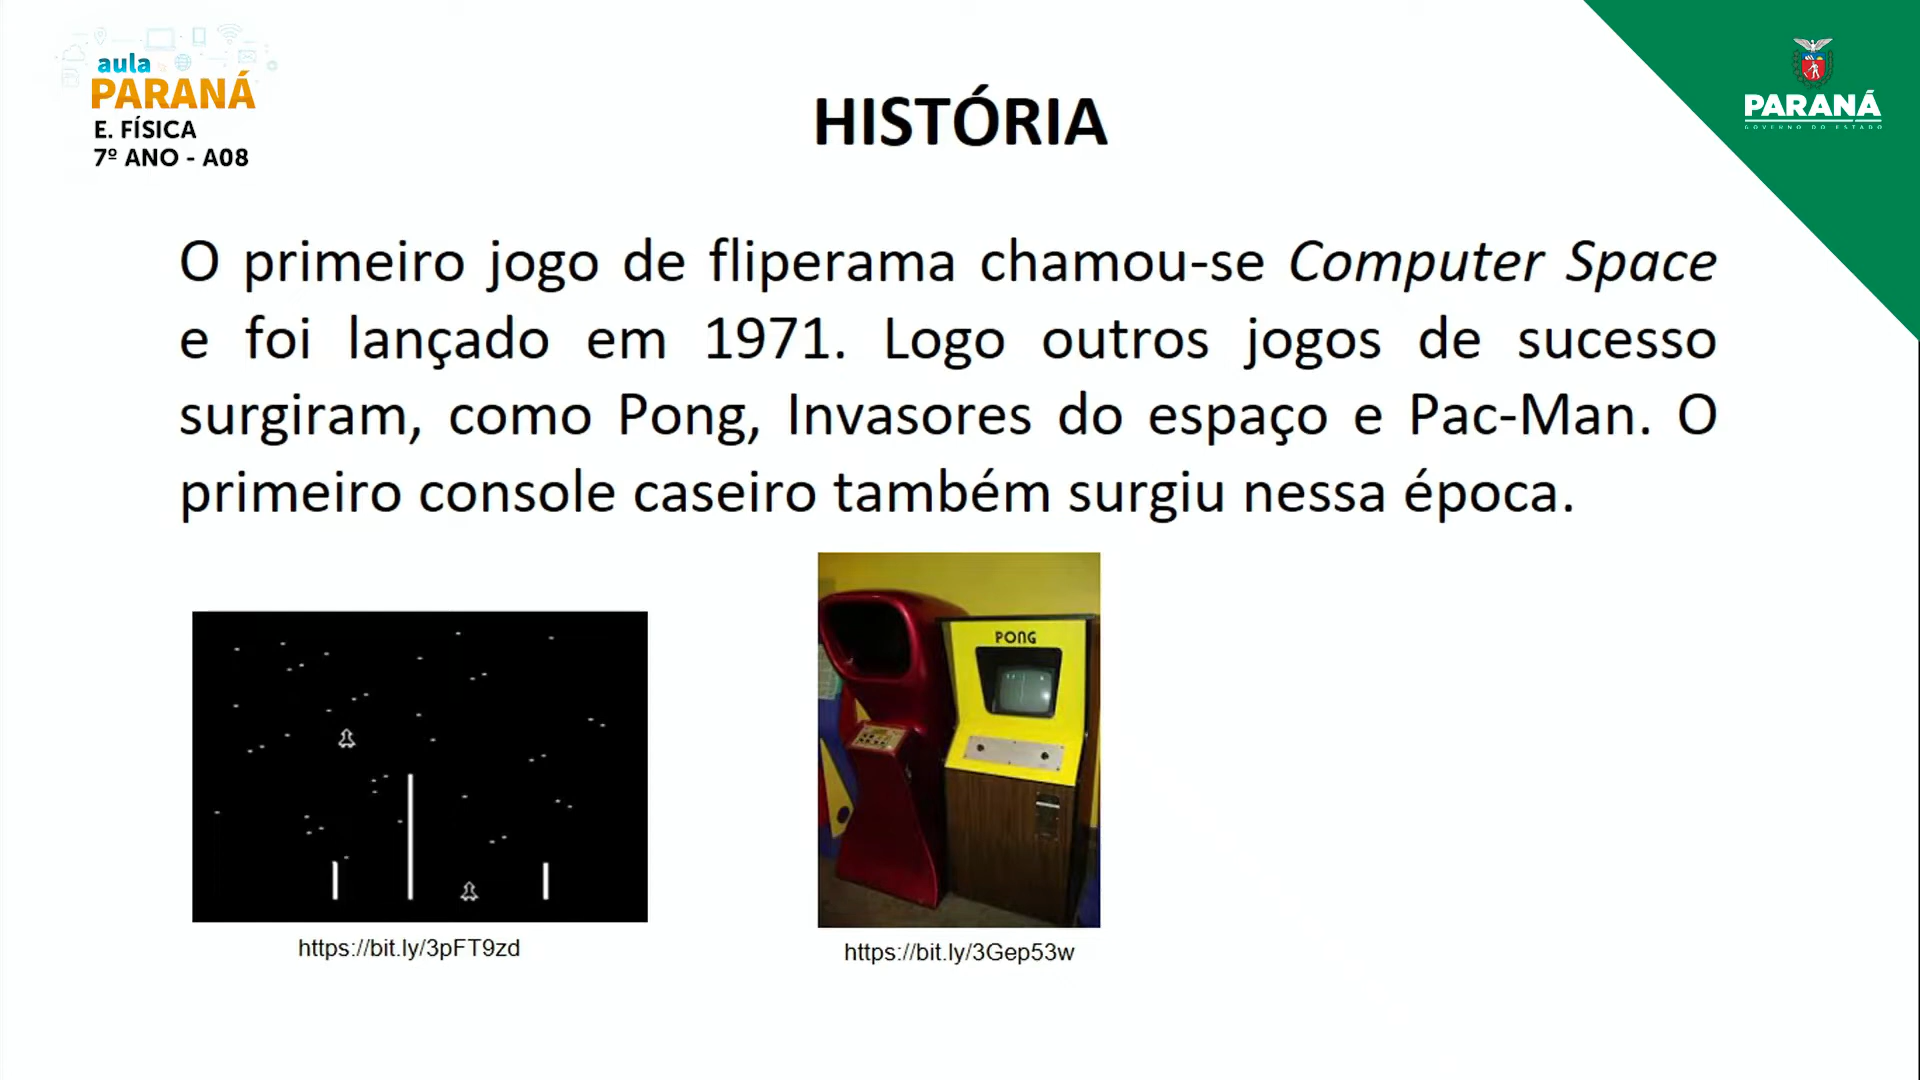 aula
PARANÁ
E. FÍSICA
7º ANO - A08
PARANÁ
GOVERNO DO ESTADO
HISTÓRIA
O primeiro jogo de fliperama chamou-se Computer Space
e foi lançado em 1971. Logo outros jogos de sucesso
surgiram, como Pong, Invasores do espaço e Pac-Man. O
primeiro console caseiro também surgiu nessa época.
PONG
https://bit.ly/3pFT9zd
https://bit.ly/3Gep53w